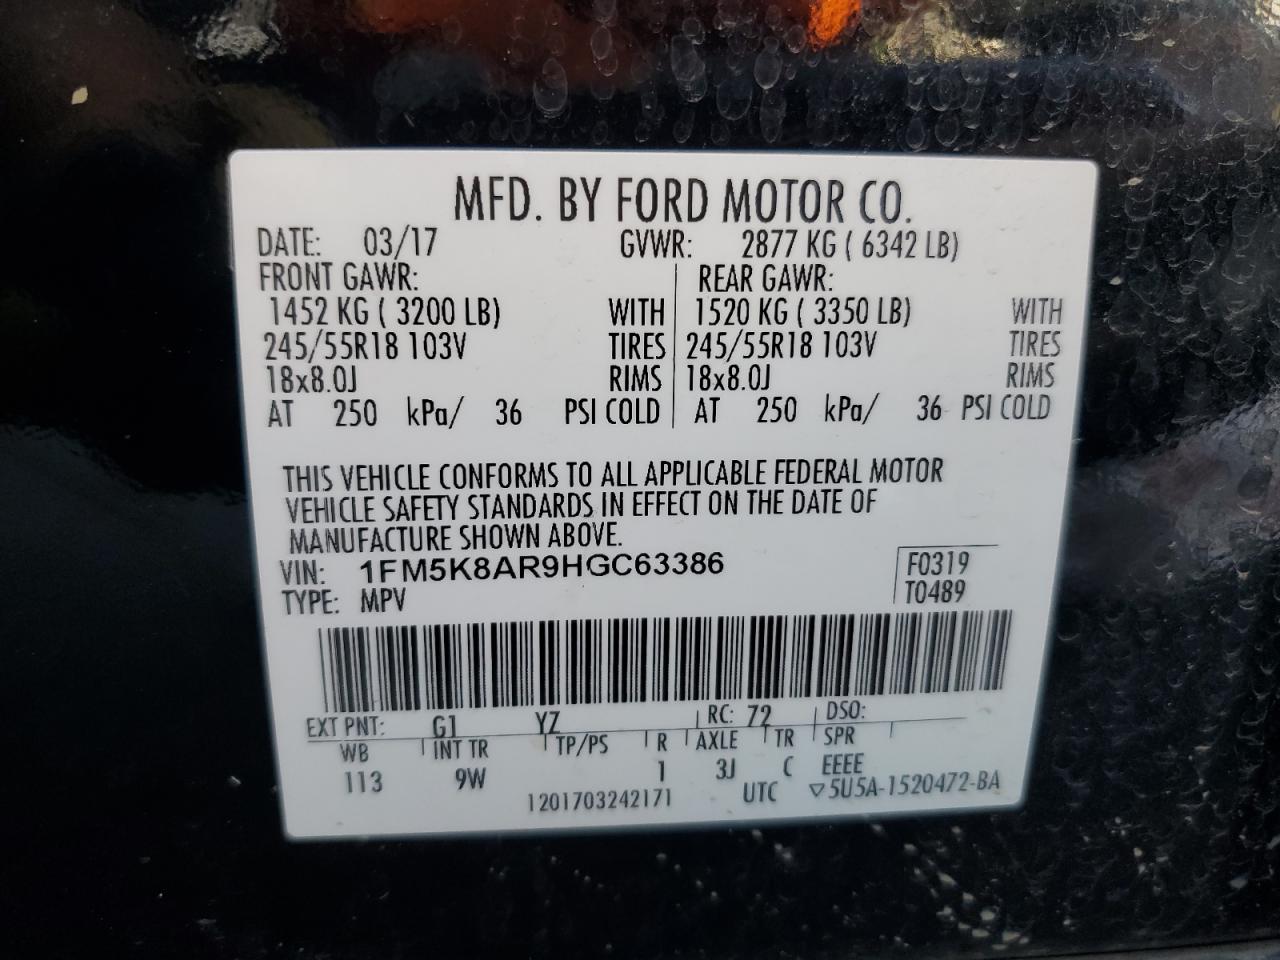 MFD. BY FORD MOTOR CO.
DATE: 03/17 GVWR: 2877 KG ( 6342 LB)
FRONT GAWR: REAR GAWR:
1452 KG ( 3200 LB) WITH 1520 KG ( 3350 LB) WITH
245/55R18 103V TIRES 245/55R18 103V TIRES
18x8.0J RIMS 18x8.0J RIMS
AT 250 kPa/ 36 PSI COLD AT 250 kPa/ 36 PSI COLD
THIS VEHICLE CONFORMS TO ALL APPLICABLE FEDERAL MOTOR
VEHICLE SAFETY STANDARDS IN EFFECT ON THE DATE OF
MANUFACTURE SHOWN ABOVE.
VIN: 1FM5K8AR9HGC63386 F0319
TYPE: MPV T0489
EXT PNT: G1 YZ RC: 72 DSO:
WB INT TR TP/PS R AXLE TR SPR
113 9W 1 3J C EEEE
1201703242171 UTC ▽5U5A-1520472-BA